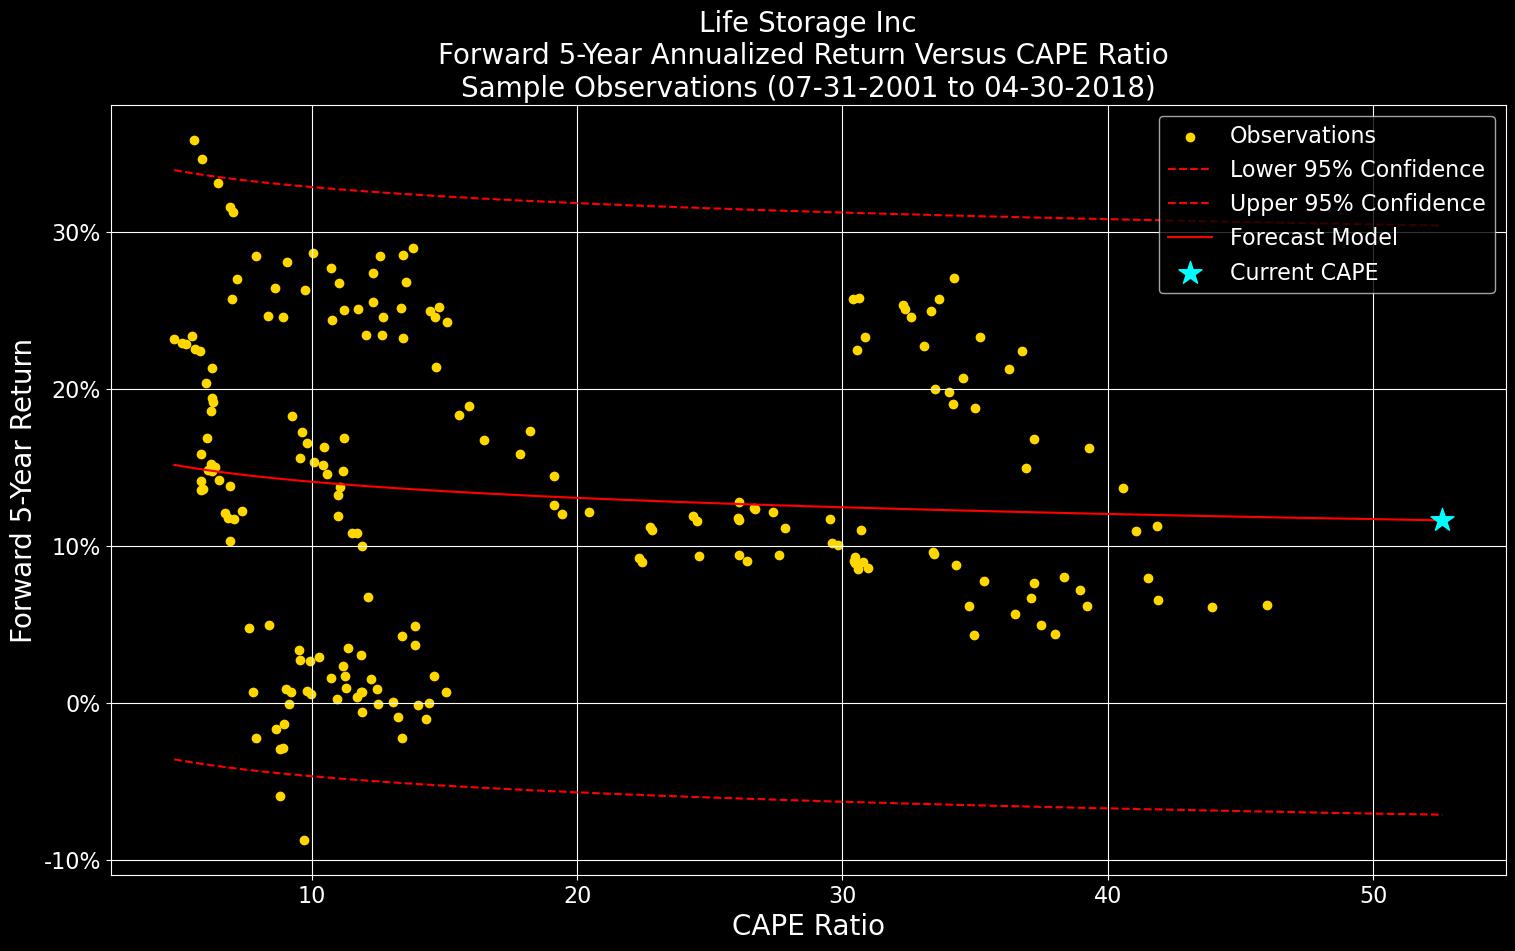 Life Storage Inc
Forward 5-Year Annualized Return Versus CAPE Ratio
Sample Observations (07-31-2001 to 04-30-2018)
Observations
Lower 95% Confidence
Upper 95% Confidence
Forecast Model
Current CAPE
Forward 5-Year Return
30%
20%
10%
0%
-10%
10
20
30
40
50
CAPE Ratio